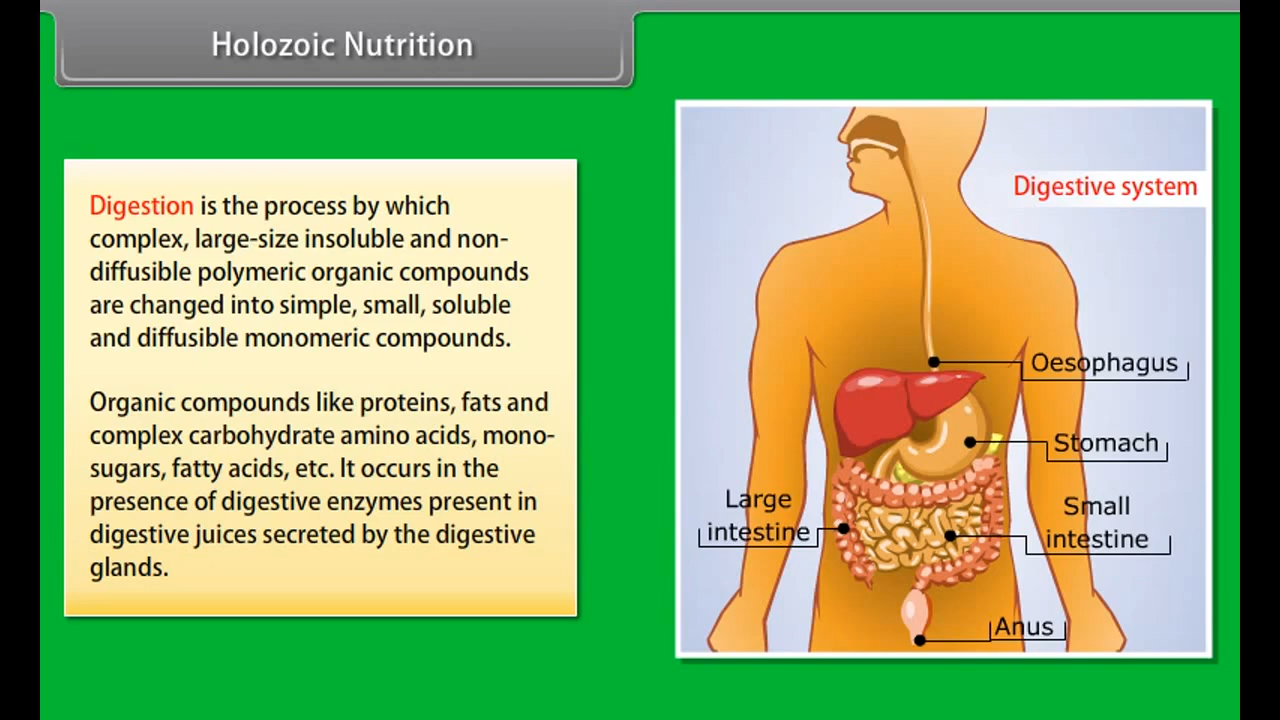 Holozoic Nutrition
Digestion is the process by which
complex, large-size insoluble and non-
diffusible polymeric organic compounds
are changed into simple, small, soluble
and diffusible monomeric compounds.
Organic compounds like proteins, fats and
complex carbohydrate amino acids, mono-
sugars, fatty acids, etc. It occurs in the
presence of digestive enzymes present in
digestive juices secreted by the digestive
glands.
Digestive system
Oesophagus
Stomach
Large
intestine
Small
intestine
Anus